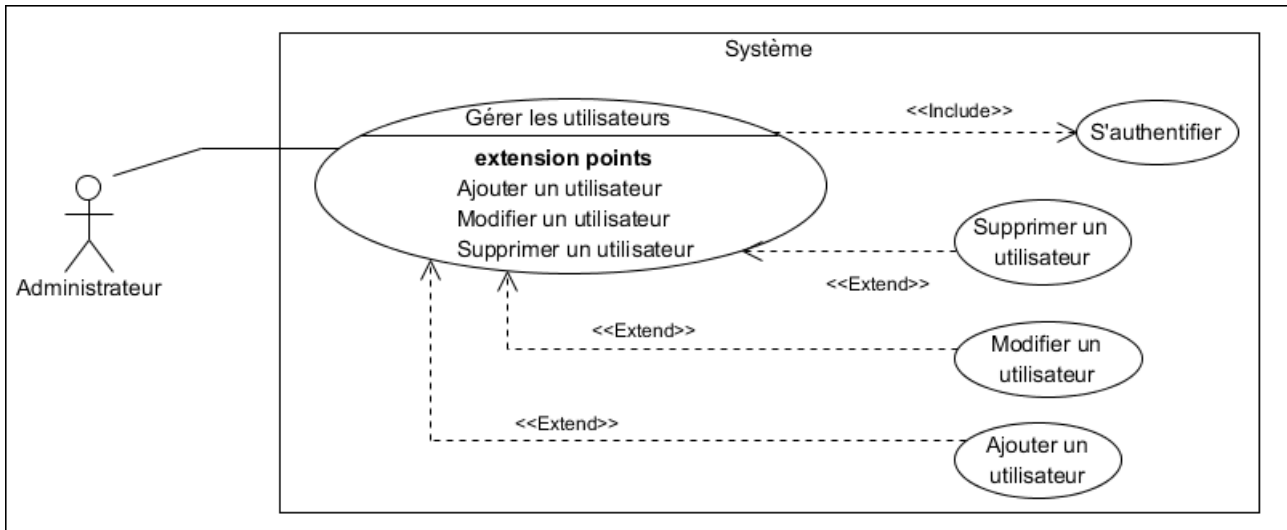 Système
Gérer les utilisateurs
<<Include>>
S'authentifier
extension points
Ajouter un utilisateur
Modifier un utilisateur
Supprimer un utilisateur
Supprimer un
utilisateur
<<Extend>>
Administrateur
<<Extend>>
Modifier un
utilisateur
<<Extend>>
Ajouter un
utilisateur